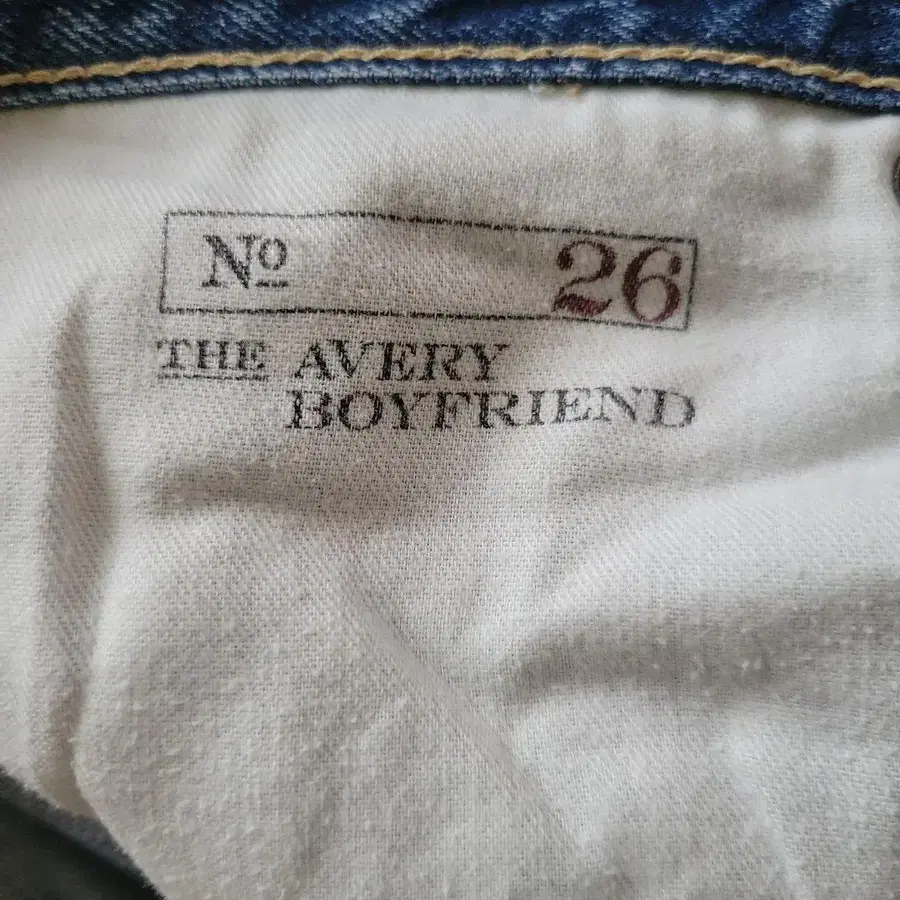 Nº 26
THE AVERY
BOYFRIEND